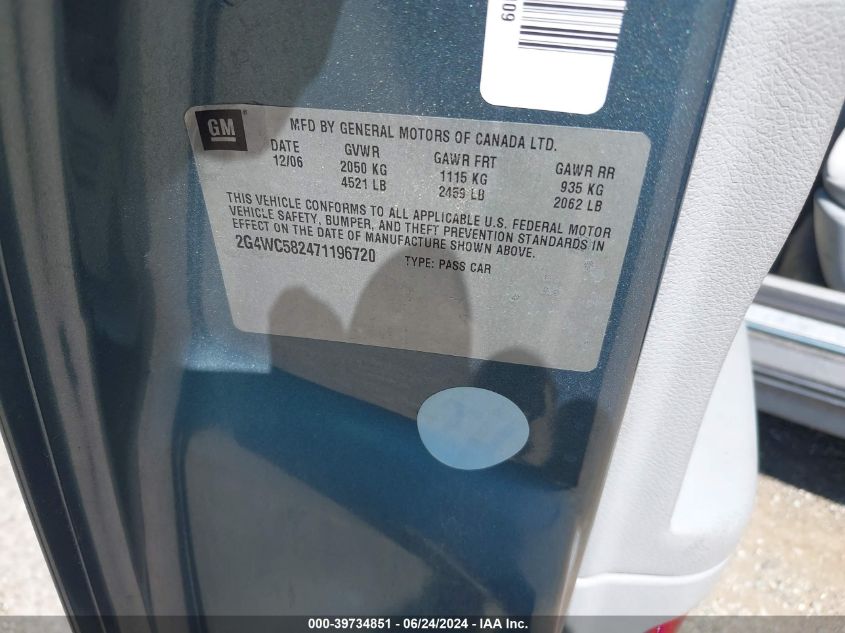 609
GM
MFD BY GENERAL MOTORS OF CANADA LTD.
DATE GVWR GAWR FRT GAWR RR
12/06 2050 KG 1115 KG 935 KG
4521 LB 2459 LB 2062 LB
THIS VEHICLE CONFORMS TO ALL APPLICABLE U.S. FEDERAL MOTOR
VEHICLE SAFETY, BUMPER, AND THEFT PREVENTION STANDARDS IN
EFFECT ON THE DATE OF MANUFACTURE SHOWN ABOVE.
2G4WC582471196720 TYPE: PASS CAR
000-39734851 - 06/24/2024 - IAA Inc.